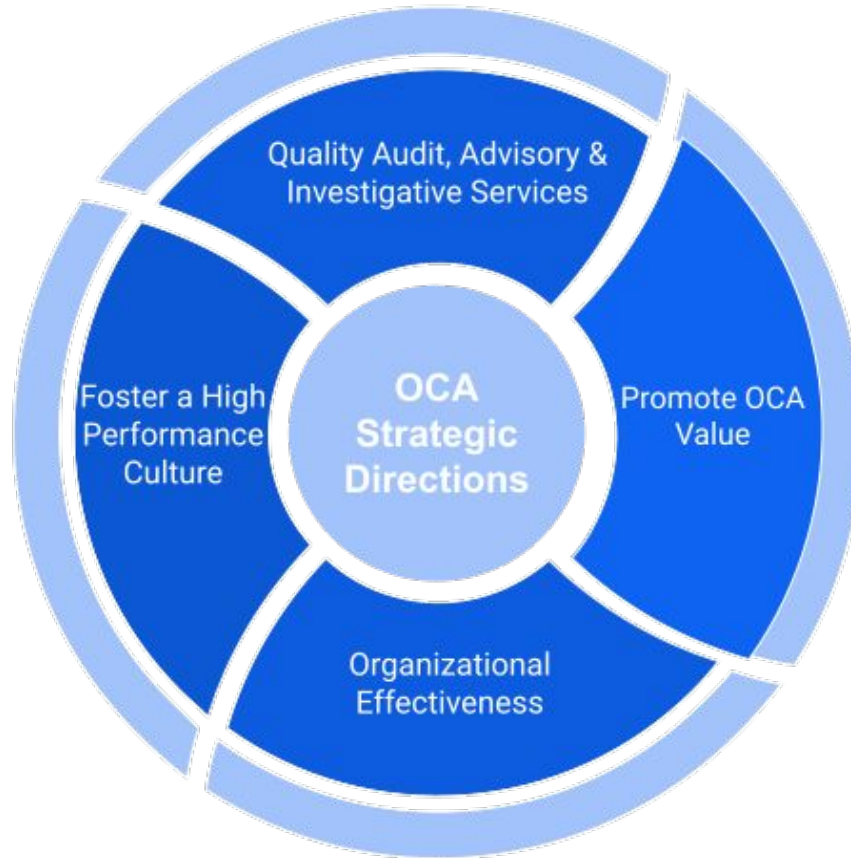 Quality Audit, Advisory &
Investigative Services
Promote OCA
Value
Organizational
Effectiveness
Foster a High
Performance
Culture
OCA
Strategic
Directions